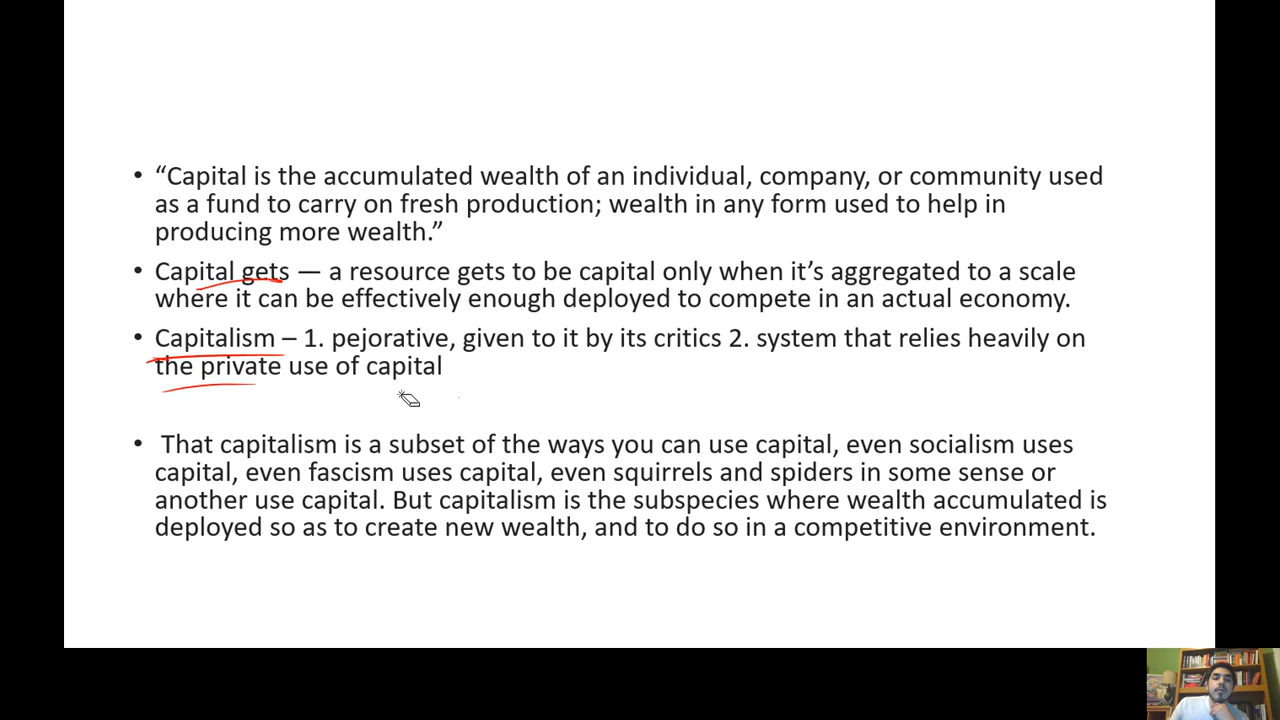 • “Capital is the accumulated wealth of an individual, company, or community used
as a fund to carry on fresh production; wealth in any form used to help in
producing more wealth.”
• Capital gets — a resource gets to be capital only when it’s aggregated to a scale
where it can be effectively enough deployed to compete in an actual economy.
• Capitalism – 1. pejorative, given to it by its critics 2. system that relies heavily on
the private use of capital
• That capitalism is a subset of the ways you can use capital, even socialism uses
capital, even fascism uses capital, even squirrels and spiders in some sense or
another use capital. But capitalism is the subspecies where wealth accumulated is
deployed so as to create new wealth, and to do so in a competitive environment.